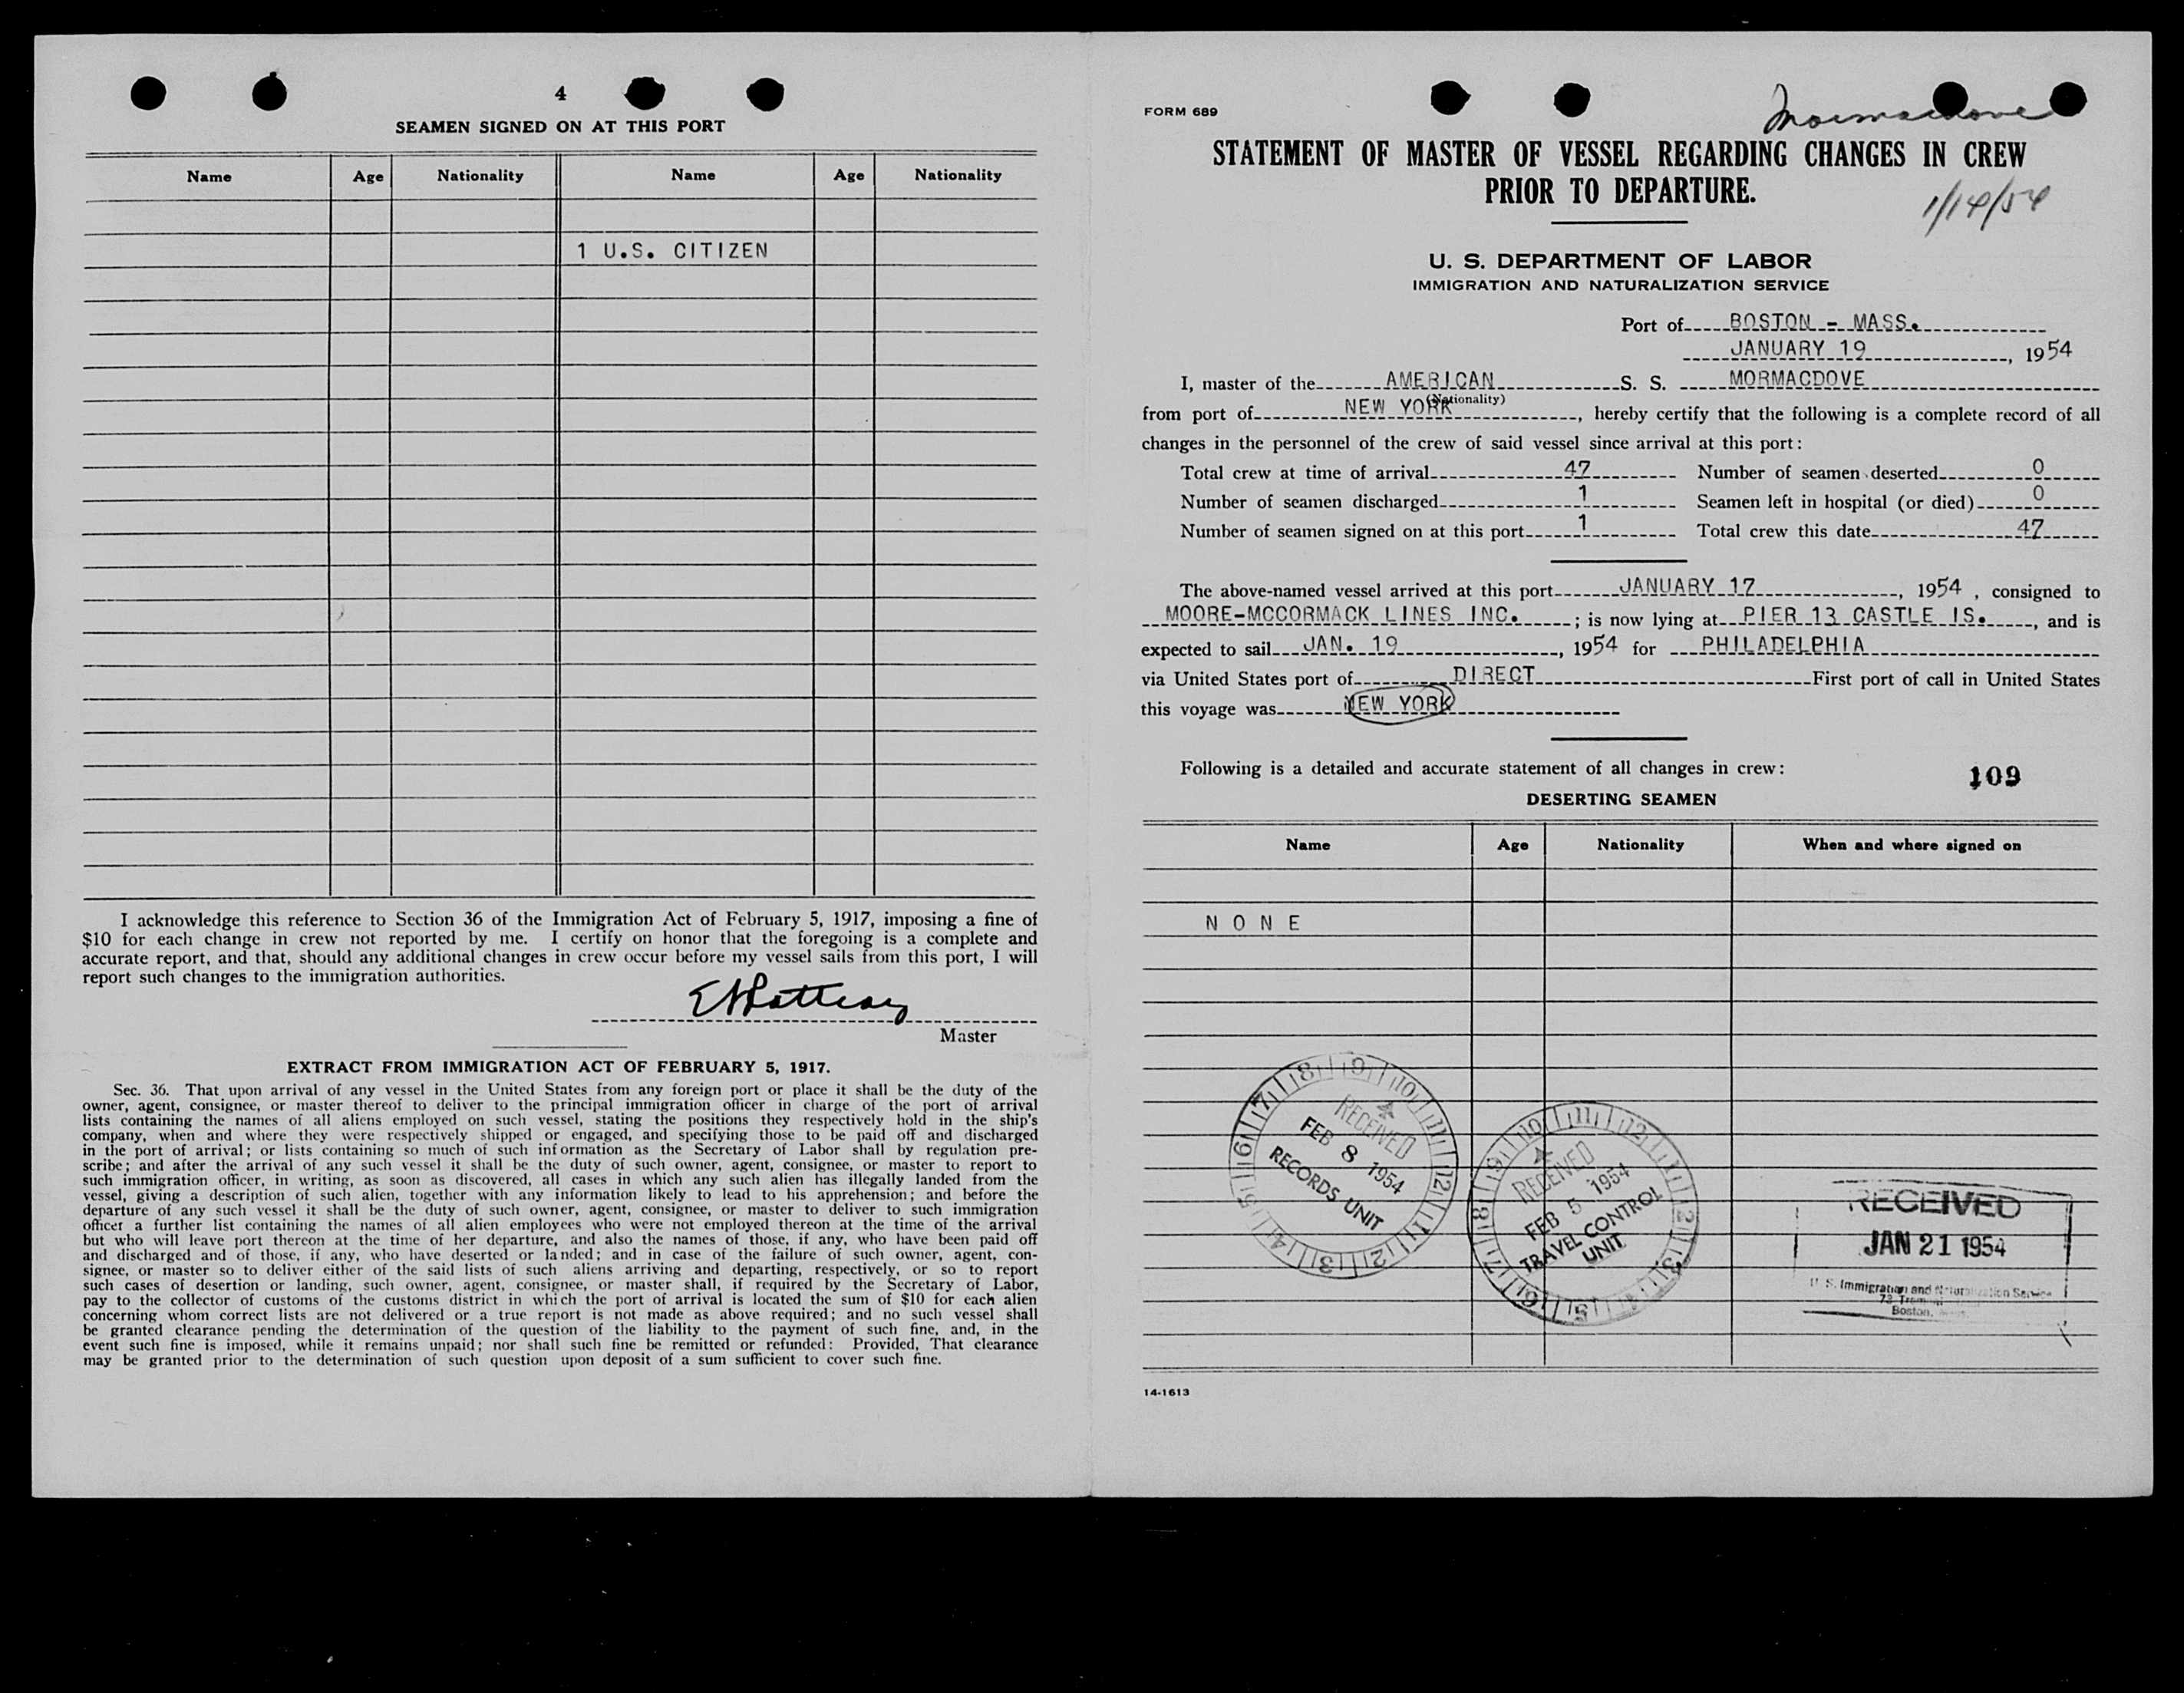 4
SEAMEN SIGNED ON AT THIS PORT
Name Age Nationality Name Age Nationality
1 U.S. CITIZEN
I acknowledge this reference to Section 36 of the Immigration Act of February 5, 1917, imposing a fine of
$10 for each change in crew not reported by me. I certify on honor that the foregoing is a complete and
accurate report, and that, should any additional changes in crew occur before my vessel sails from this port, I will
report such changes to the immigration authorities.
Master
EXTRACT FROM IMMIGRATION ACT OF FEBRUARY 5, 1917.
Sec. 36. That upon arrival of any vessel in the United States from any foreign port or place it shall be the duty of the
owner, agent, consignee, or master thereof to deliver to the principal immigration officer in charge of the port of arrival
lists containing the names of all aliens employed on such vessel, stating the positions they respectively hold in the ship's
company, when and where they were respectively shipped or engaged, and specifying those to be paid off and discharged
in the port of arrival; or lists containing so much of such information as the Secretary of Labor shall by regulation pre-
scribe; and after the arrival of any such vessel it shall be the duty of such owner, agent, consignee, or master to report to
such immigration officer, in writing, as soon as discovered, all cases in which any such alien has illegally landed from the
vessel, giving a description of such alien, together with any information likely to lead to his apprehension; and before the
departure of any such vessel it shall be the duty of such owner, agent, consignee, or master to deliver to such immigration
officer a further list containing the names of all alien employees who were not employed thereon at the time of the arrival
but who will leave port thereon at the time of her departure, and also the names of those, if any, who have been paid off
and discharged and of those, if any, who have deserted or landed; and in case of the failure of such owner, agent, con-
signee, or master so to deliver either of the said lists of such aliens arriving and departing, respectively, or so to report
such cases of desertion or landing, such owner, agent, consignee, or master shall, if required by the Secretary of Labor,
pay to the collector of customs of the customs district in which the port of arrival is located the sum of $10 for each alien
concerning whom correct lists are not delivered or a true report is not made as above required; and no such vessel shall
be granted clearance pending the determination of the question of the liability to the payment of such fine, and, in the
event such fine is imposed, while it remains unpaid; nor shall such fine be remitted or refunded: Provided, That clearance
may be granted prior to the determination of such question upon deposit of a sum sufficient to cover such fine.
FORM 689
Mormacdove
STATEMENT OF MASTER OF VESSEL REGARDING CHANGES IN CREW
PRIOR TO DEPARTURE.
1/19/54
U. S. DEPARTMENT OF LABOR
IMMIGRATION AND NATURALIZATION SERVICE
Port of BOSTON - MASS.
JANUARY 19, 1954
I, master of the AMERICAN S. S. MORMACDOVE
(Nationality)
from port of NEW YORK, hereby certify that the following is a complete record of all
changes in the personnel of the crew of said vessel since arrival at this port:
Total crew at time of arrival 47 Number of seamen deserted 0
Number of seamen discharged 1 Seamen left in hospital (or died) 0
Number of seamen signed on at this port 1 Total crew this date 47
The above-named vessel arrived at this port JANUARY 17, 1954, consigned to
MOORE-MCCORMACK LINES INC.; is now lying at PIER 13 CASTLE IS., and is
expected to sail JAN. 19, 1954 for PHILADELPHIA
via United States port of DIRECT First port of call in United States
this voyage was NEW YORK
Following is a detailed and accurate statement of all changes in crew:
109
DESERTING SEAMEN
Name Age Nationality When and where signed on
N O N E
RECEIVED
FEB 8 1954
RECORDS UNIT
RECEIVED
FEB 5 1954
TRAVEL CONTROL
UNIT
RECEIVED
JAN 21 1954
U. S. Immigration and Naturalization Service
Boston,
14-1613